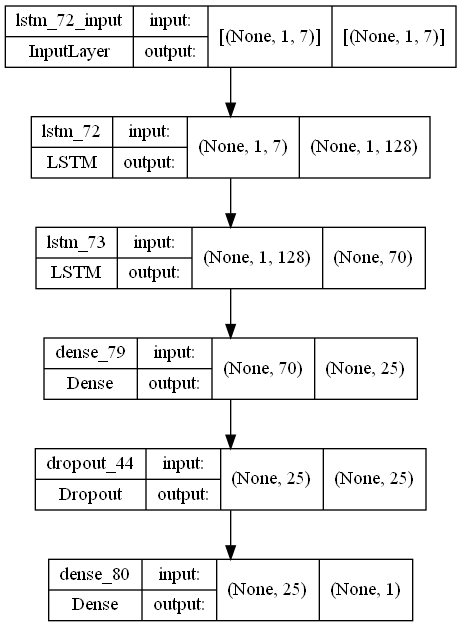 lstm_72_input input: [(None, 1, 7)] [(None, 1, 7)]
InputLayer output:
lstm_72 input: (None, 1, 7) (None, 1, 128)
LSTM output:
lstm_73 input: (None, 1, 128) (None, 70)
LSTM output:
dense_79 input: (None, 70) (None, 25)
Dense output:
dropout_44 input: (None, 25) (None, 25)
Dropout output:
dense_80 input: (None, 25) (None, 1)
Dense output: